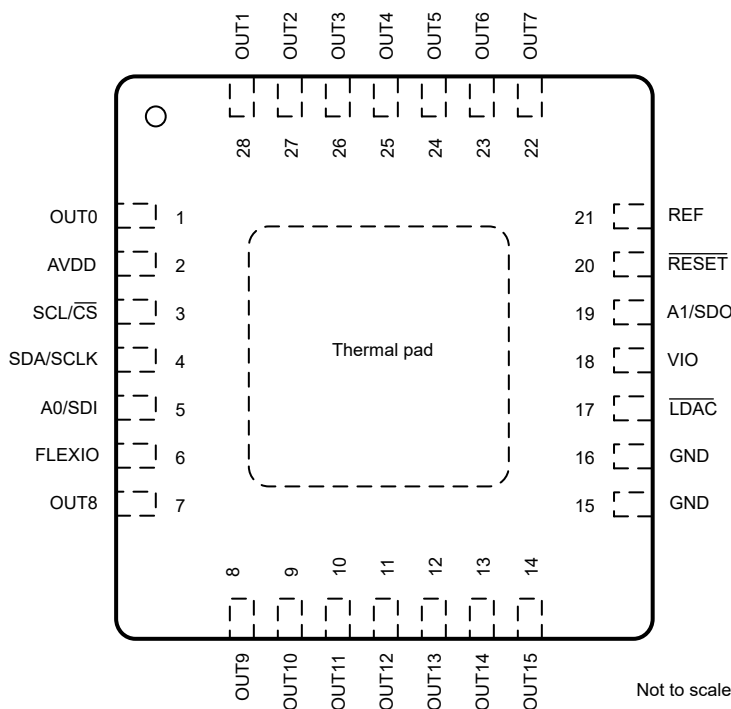 OUT1 OUT2 OUT3 OUT4 OUT5 OUT6 OUT7
28 27 26 25 24 23 22
OUT0 1 21 REF
AVDD 2 20 R̅E̅S̅E̅T̅
SCL/C̅S̅ 3 19 A1/SDO
SDA/SCLK 4 Thermal pad 18 VIO
A0/SDI 5 17 L̅D̅A̅C̅
FLEXIO 6 16 GND
OUT8 7 15 GND
8 9 10 11 12 13 14
OUT9 OUT10 OUT11 OUT12 OUT13 OUT14 OUT15
Not to scale